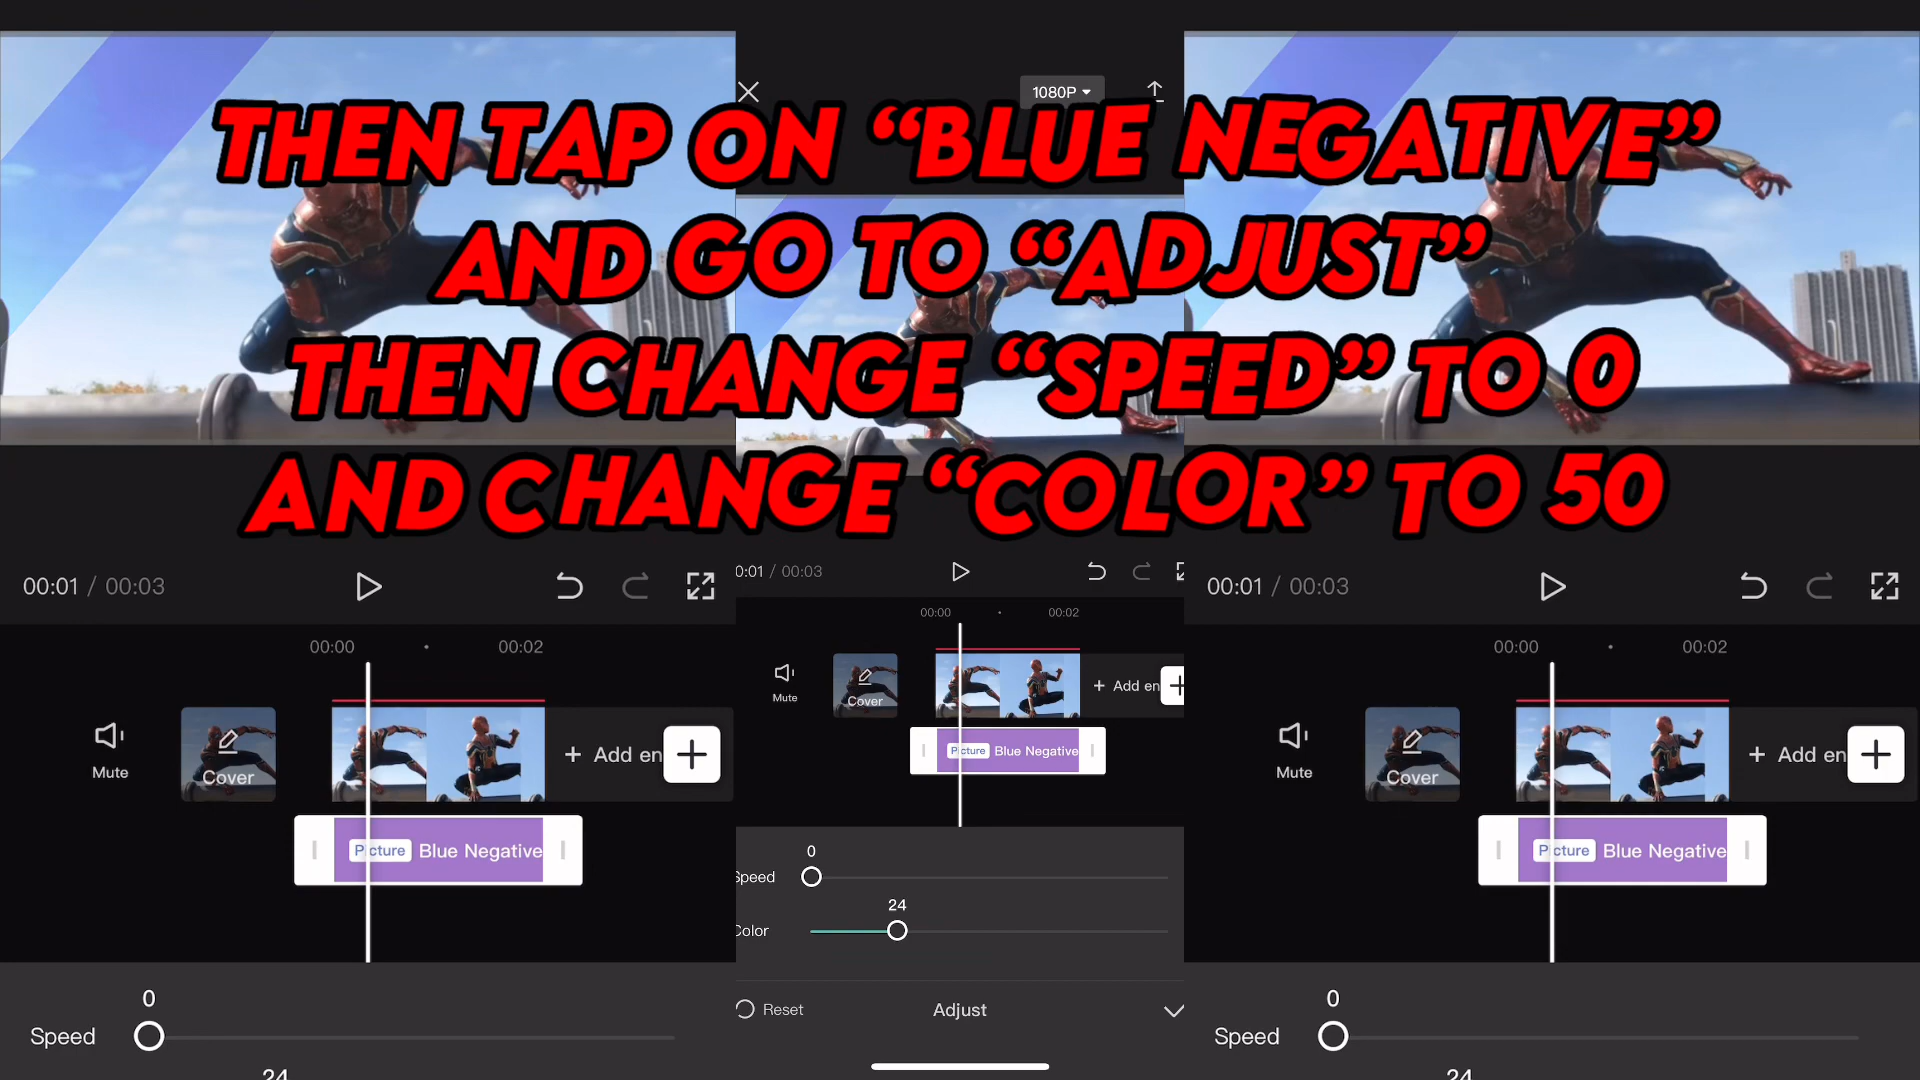 1080P
THEN TAP ON “BLUE NEGATIVE”
AND GO TO “ADJUST”
THEN CHANGE “SPEED” TO 0
AND CHANGE “COLOR” TO 50
00:01 / 00:03
00:00 • 00:02
Mute
Cover
+ Add en
Picture Blue Negative
0
Speed
24
0:01 / 00:03
00:00 • 00:02
Mute
Cover
+ Add en
Picture Blue Negative
0
Speed
24
Color
Reset
Adjust
00:01 / 00:03
00:00 • 00:02
Mute
Cover
+ Add en
Picture Blue Negative
0
Speed
24